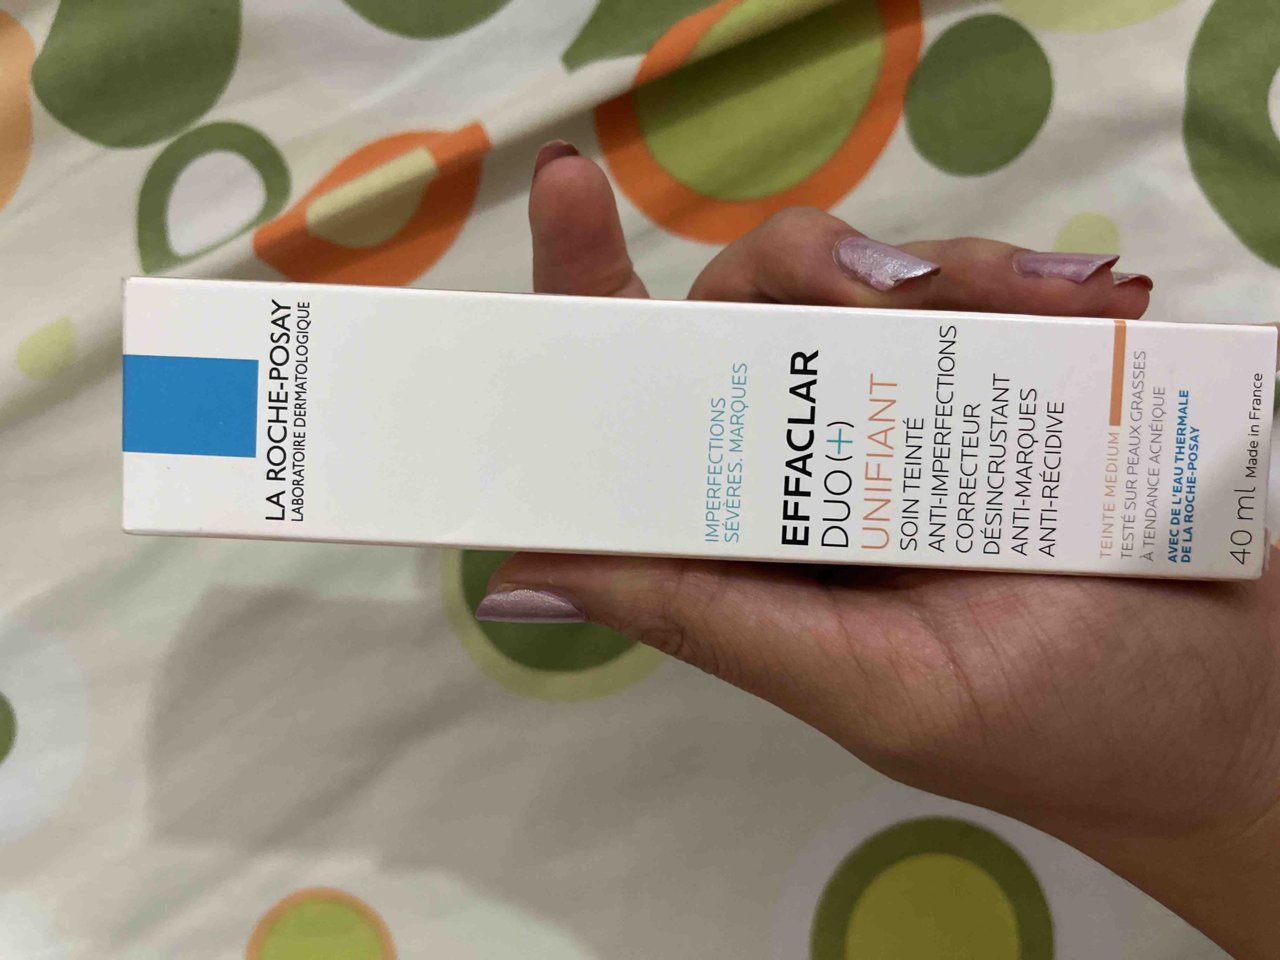 LA ROCHE-POSAY
LABORATOIRE DERMATOLOGIQUE
IMPERFECTIONS
SÉVÈRES. MARQUES
EFFACLAR
DUO (+)
UNIFIANT
SOIN TEINTÉ
ANTI-IMPERFECTIONS
CORRECTEUR
DÉSINCRUSTANT
ANTI-MARQUES
ANTI-RÉCIDIVE
TEINTE MEDIUM
TESTÉ SUR PEAUX GRASSES
À TENDANCE ACNÉIQUE
AVEC DE L'EAU THERMALE
DE LA ROCHE-POSAY
40 ml Made in France